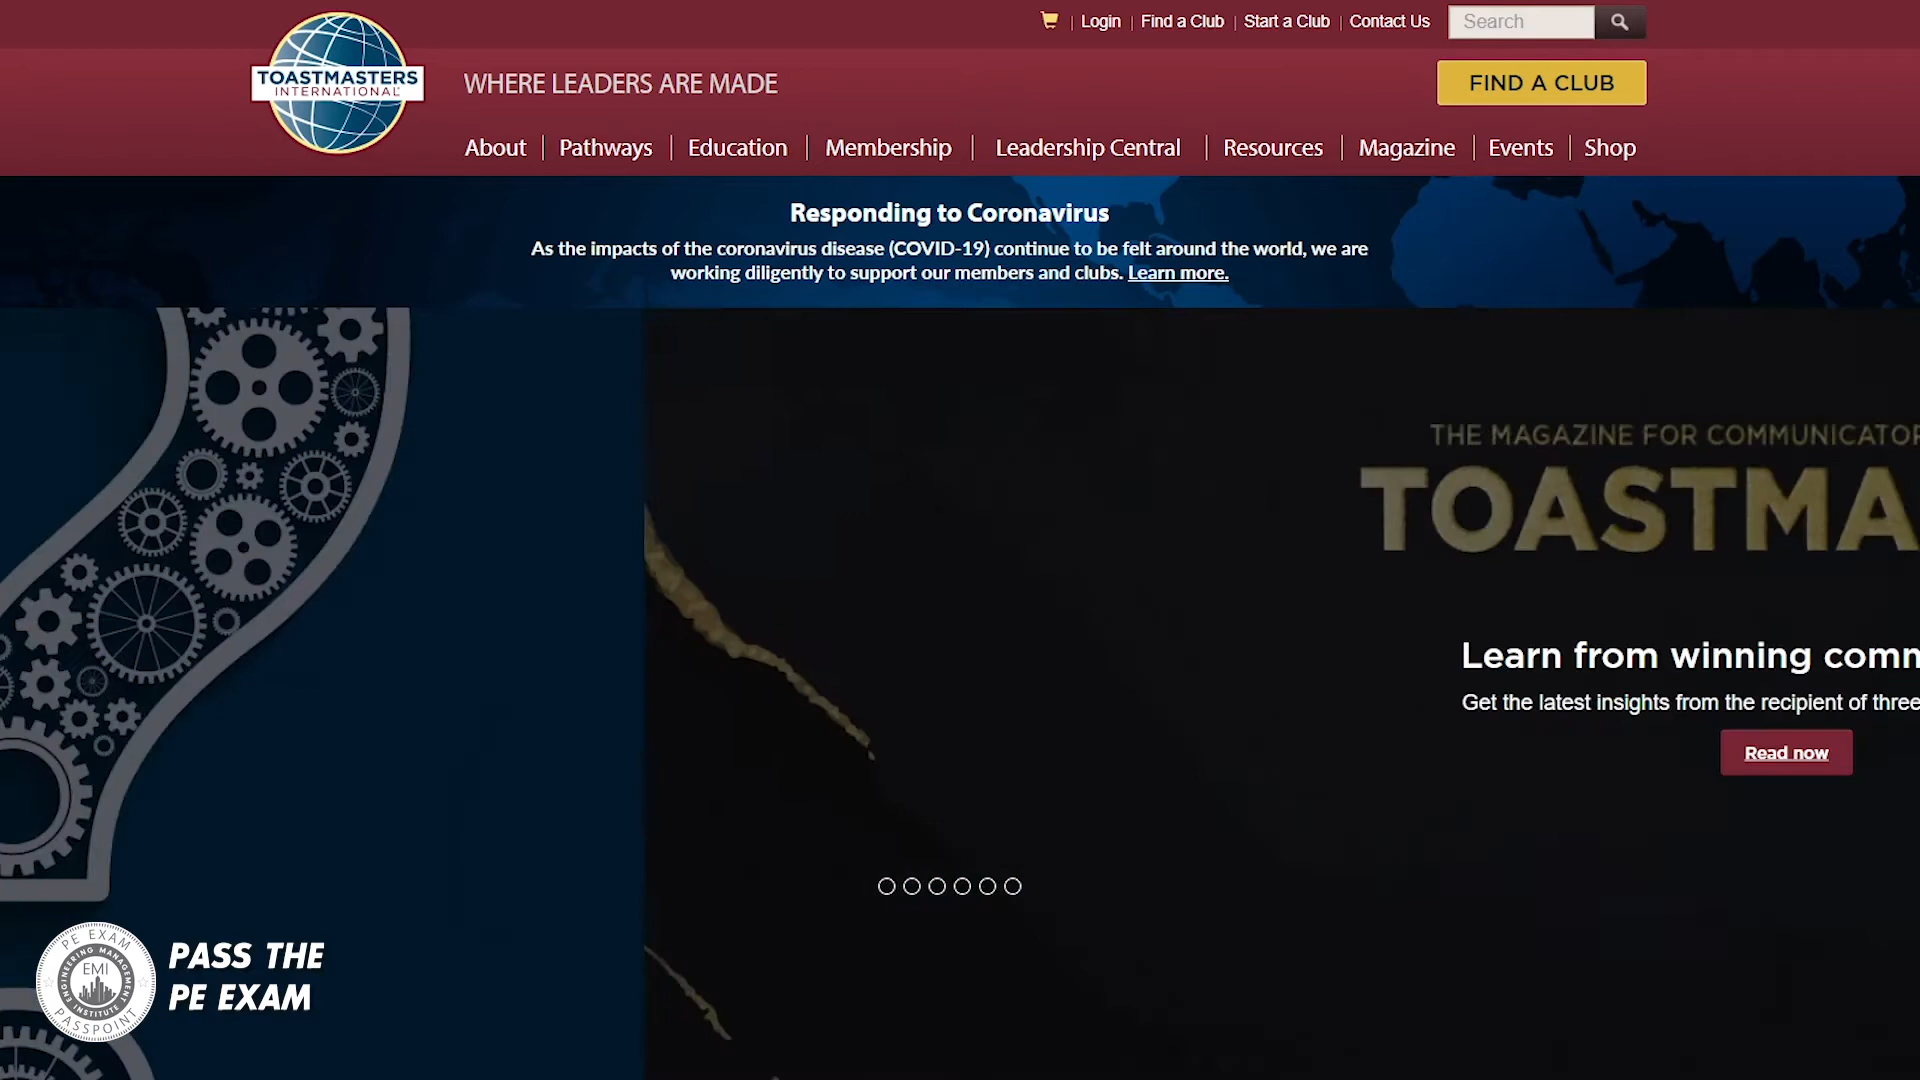 Login
Find a Club
Start a Club
Contact Us
Search
TOASTMASTERS
INTERNATIONAL
WHERE LEADERS ARE MADE
FIND A CLUB
About
Pathways
Education
Membership
Leadership Central
Resources
Magazine
Events
Shop
Responding to Coronavirus
As the impacts of the coronavirus disease (COVID-19) continue to be felt around the world, we are
working diligently to support our members and clubs. Learn more.
THE MAGAZINE FOR COMMUNICATOR
TOASTMA
Learn from winning comm
Get the latest insights from the recipient of three
Read now
PE EXAM
ENGINEERING MANAGEMENT
EMI
INSTITUTE
PASSPOINT
PASS THE
PE EXAM